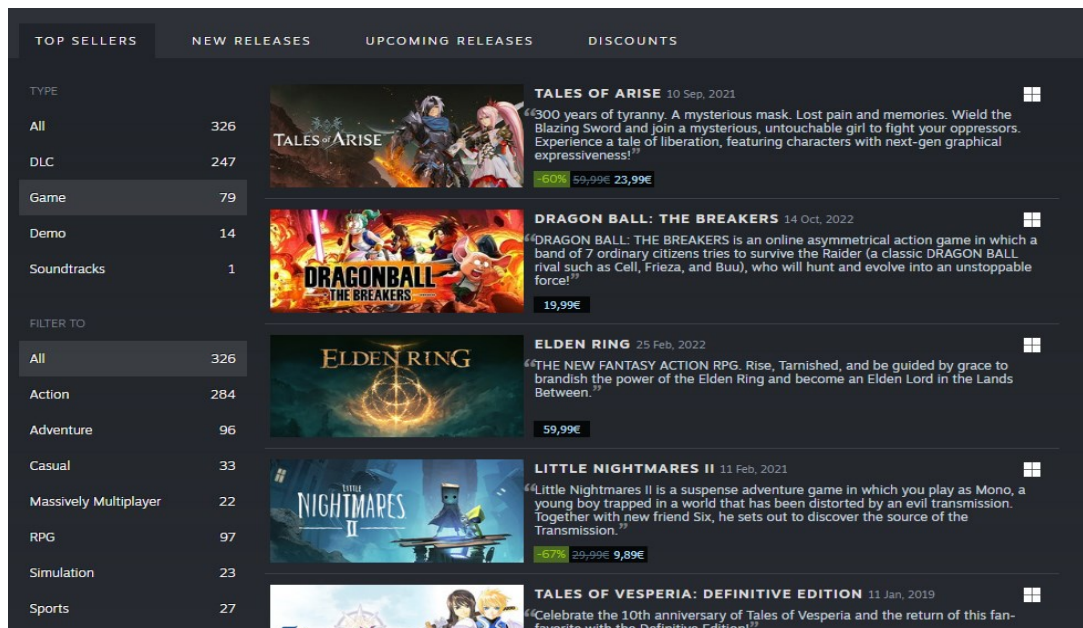 TOP SELLERS
NEW RELEASES
UPCOMING RELEASES
DISCOUNTS
TYPE
All 326
DLC 247
Game 79
Demo 14
Soundtracks 1
FILTER TO
All 326
Action 284
Adventure 96
Casual 33
Massively Multiplayer 22
RPG 97
Simulation 23
Sports 27
TALES of ARISE
TALES OF ARISE 10 Sep, 2021
“300 years of tyranny. A mysterious mask. Lost pain and memories. Wield the
Blazing Sword and join a mysterious, untouchable girl to fight your oppressors.
Experience a tale of liberation, featuring characters with next-gen graphical
expressiveness!”
-60% 59,99€ 23,99€
DRAGONBALL
THE BREAKERS
DRAGON BALL: THE BREAKERS 14 Oct, 2022
“DRAGON BALL: THE BREAKERS is an online asymmetrical action game in which a
band of 7 ordinary citizens tries to survive the Raider (a classic DRAGON BALL
rival such as Cell, Frieza, and Buu), who will hunt and evolve into an unstoppable
force!”
19,99€
ELDEN RING
ELDEN RING 25 Feb, 2022
“THE NEW FANTASY ACTION RPG. Rise, Tarnished, and be guided by grace to
brandish the power of the Elden Ring and become an Elden Lord in the Lands
Between.”
59,99€
LITTLE
NIGHTMARES
II
LITTLE NIGHTMARES II 11 Feb, 2021
“Little Nightmares II is a suspense adventure game in which you play as Mono, a
young boy trapped in a world that has been distorted by an evil transmission.
Together with new friend Six, he sets out to discover the source of the
Transmission.”
-67% 29,99€ 9,89€
TALES OF VESPERIA: DEFINITIVE EDITION 11 Jan, 2019
“Celebrate the 10th anniversary of Tales of Vesperia and the return of this fan-
favorite with the Definitive Edition!”